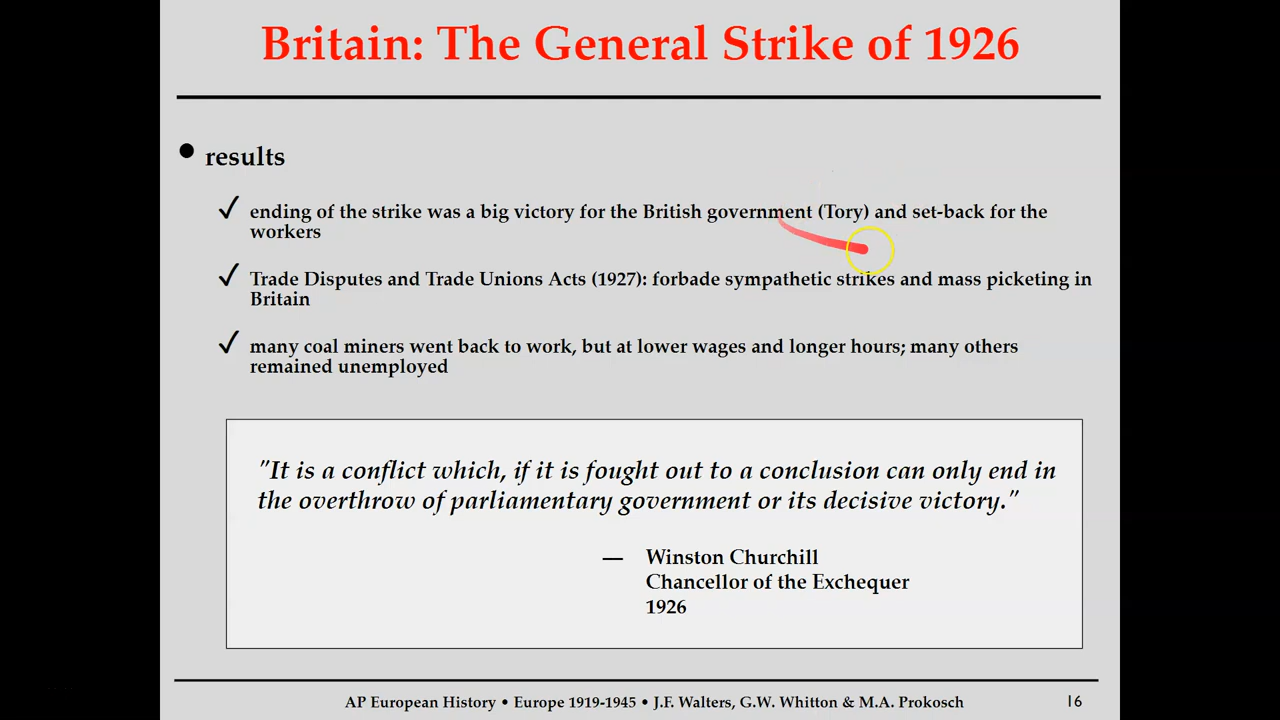 Britain: The General Strike of 1926
• results
✓ ending of the strike was a big victory for the British government (Tory) and set-back for the
workers
✓ Trade Disputes and Trade Unions Acts (1927): forbade sympathetic strikes and mass picketing in
Britain
✓ many coal miners went back to work, but at lower wages and longer hours; many others
remained unemployed
"It is a conflict which, if it is fought out to a conclusion can only end in
the overthrow of parliamentary government or its decisive victory."
— Winston Churchill
Chancellor of the Exchequer
1926
AP European History • Europe 1919-1945 • J.F. Walters, G.W. Whitton & M.A. Prokosch 16